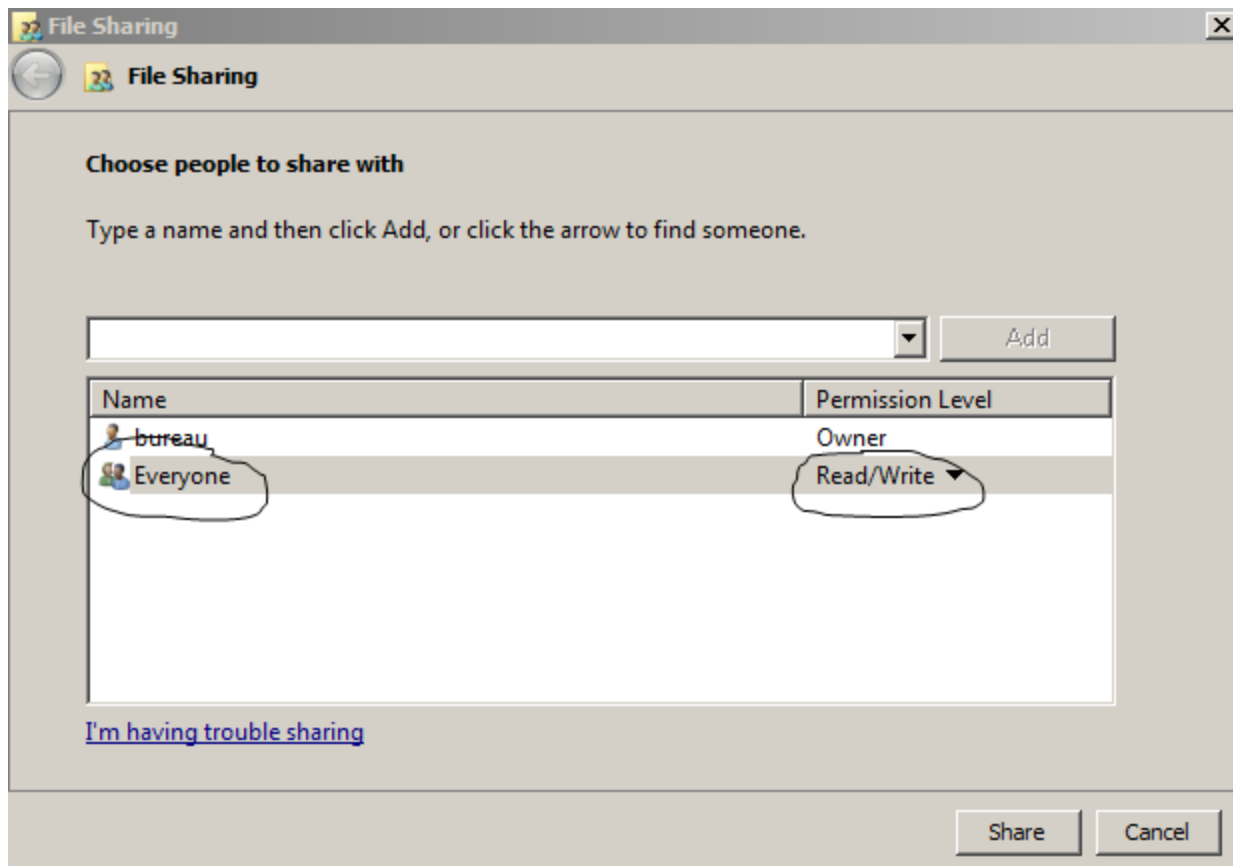 File Sharing
File Sharing
Choose people to share with
Type a name and then click Add, or click the arrow to find someone.
Add
Name Permission Level
bureau Owner
Everyone Read/Write
I'm having trouble sharing
Share Cancel